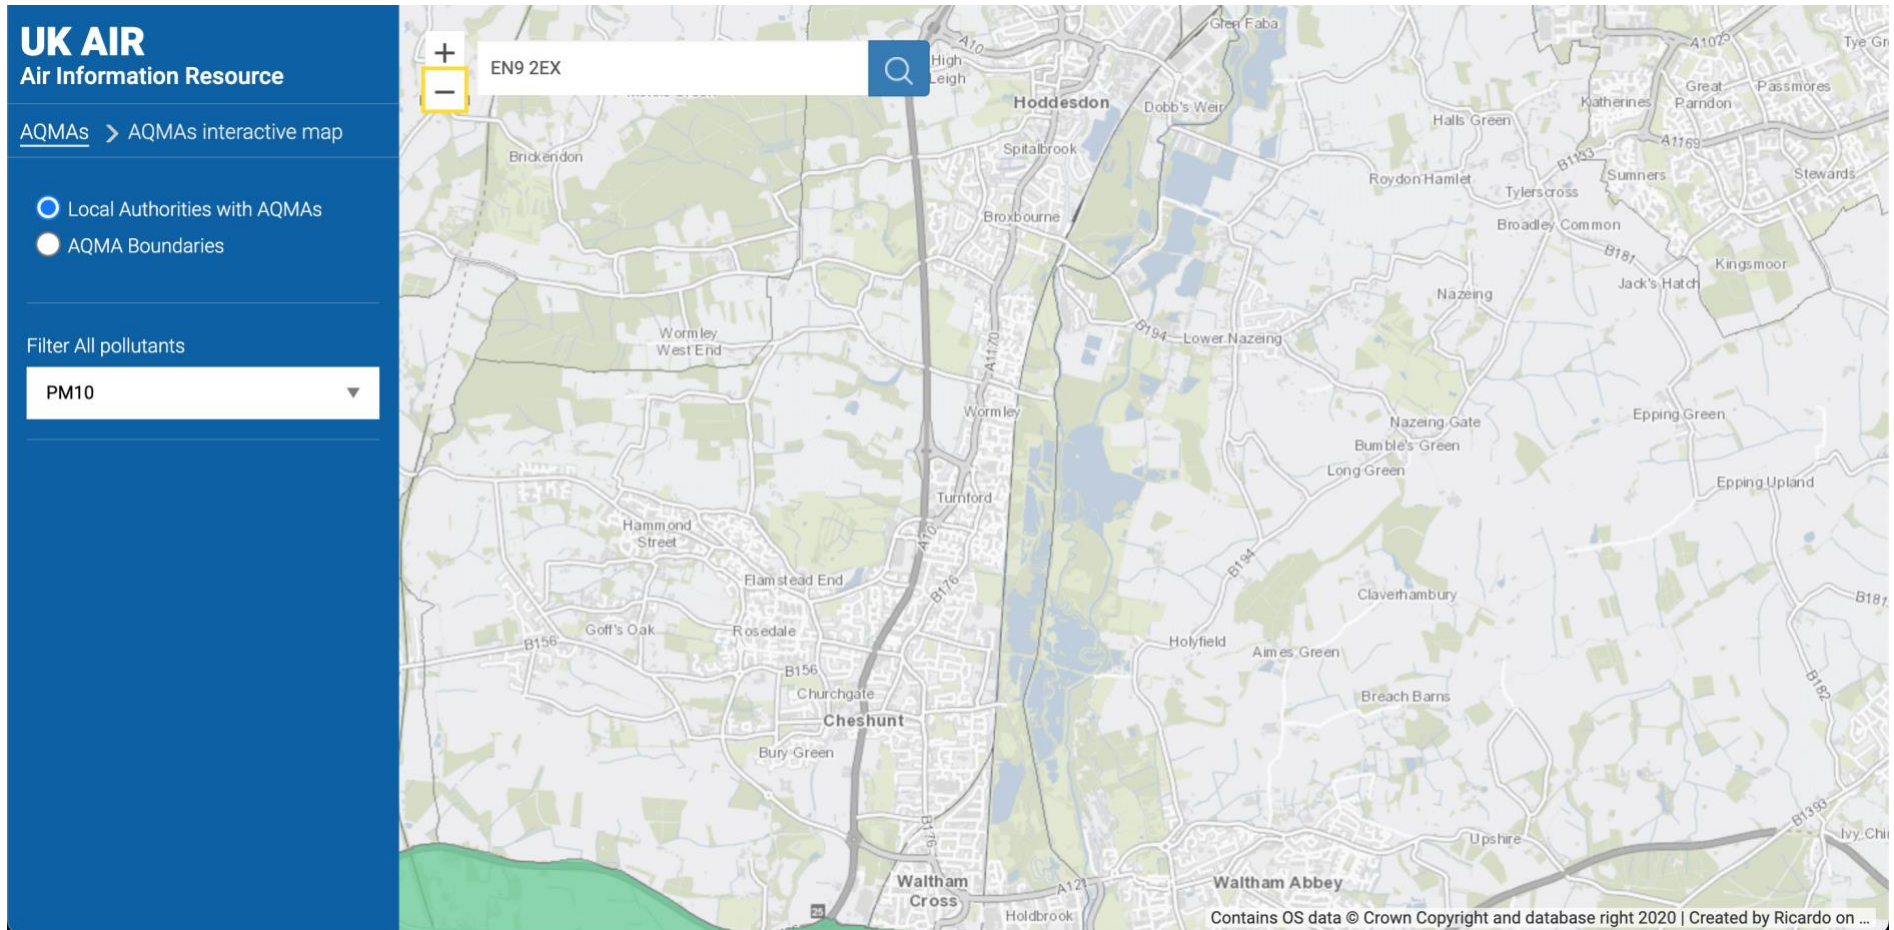 UK AIR
Air Information Resource
AQMAs
AQMAs interactive map
Local Authorities with AQMAs
AQMA Boundaries
Filter All pollutants
PM10
+
−
EN9 2EX
Glen Faba
A10
High
Leigh
A1025
Great
Parndon
Passmores
Katherines
Hoddesdon
Dobb's Weir
Halls Green
A1169
Brickendon
Spitalbrook
B1133
Sumners
Stewards
Roydon Hamlet
Tylerscross
Broxbourne
Broadley Common
B181
Kingsmoor
Jack's Hatch
Nazeing
Wormley
West End
A1170
B194
Lower Nazeing
Wormley
Epping Green
Nazeing Gate
Bumble's Green
Long Green
Epping Upland
Turnford
Hammond
Street
A10
B194
Flamstead End
B176
Claverhambury
B181
Goff's Oak
Rosedale
B156
Holyfield
Aimes Green
B156
B182
Churchgate
Breach Barns
Cheshunt
Bury Green
B176
B1393
Upshire
Waltham
Cross
A121
Waltham Abbey
25
Holdbrook
Contains OS data © Crown Copyright and database right 2020 | Created by Ricardo on ...